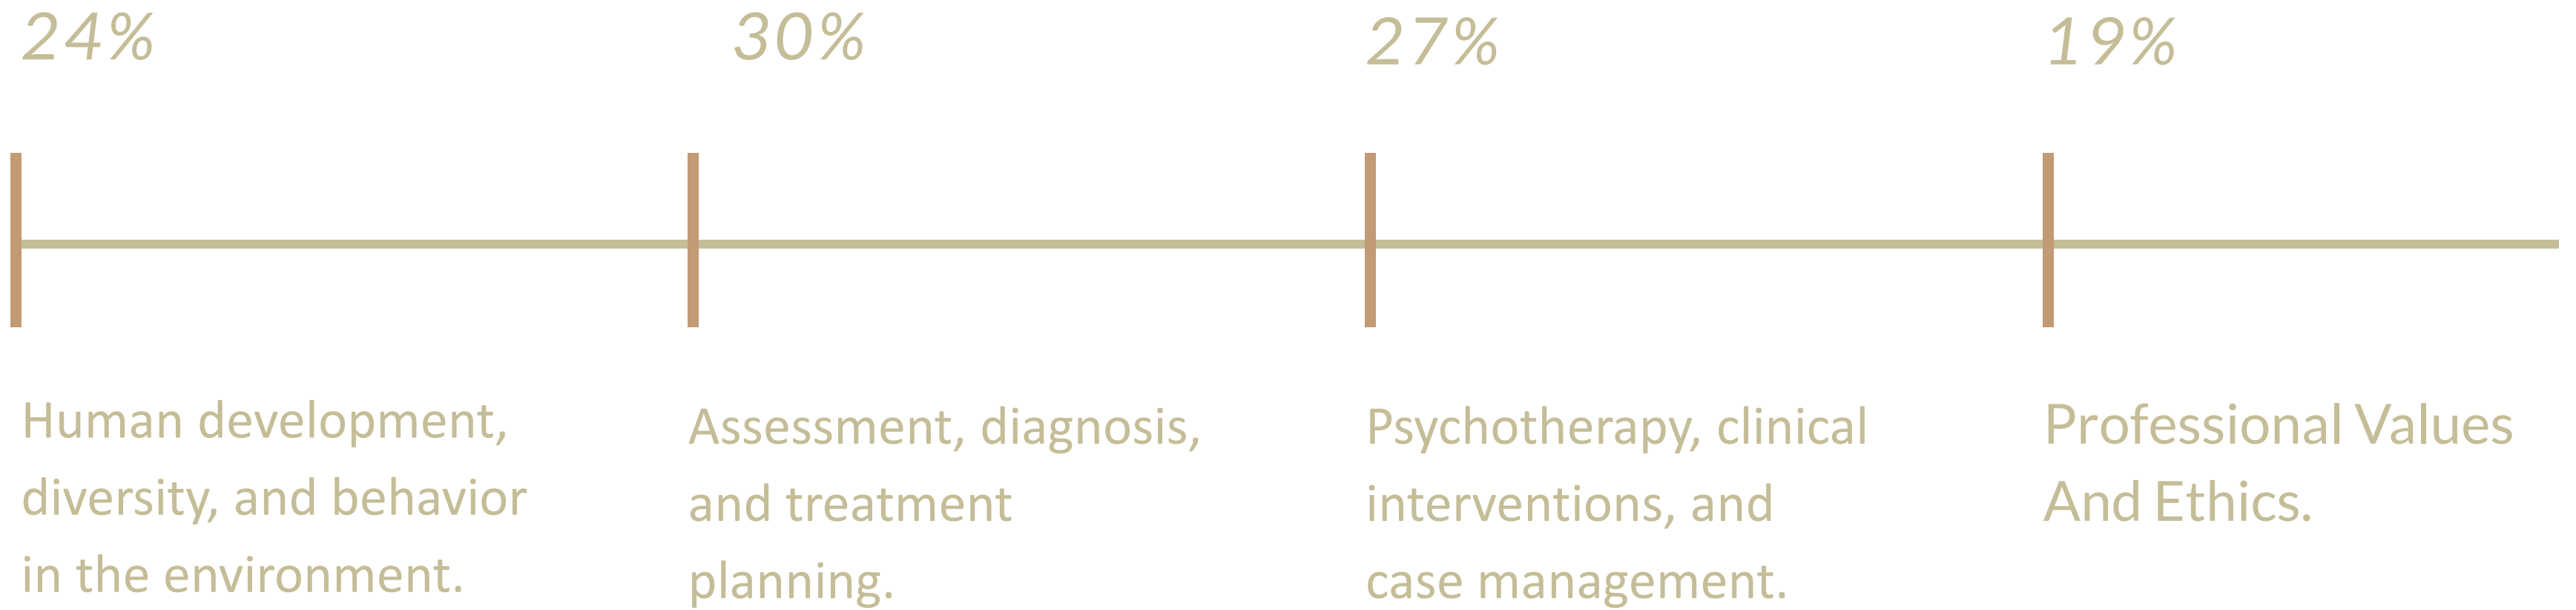 24%
30%
27%
19%
Human development,
diversity, and behavior
in the environment.
Assessment, diagnosis,
and treatment
planning.
Psychotherapy, clinical
interventions, and
case management.
Professional Values
And Ethics.